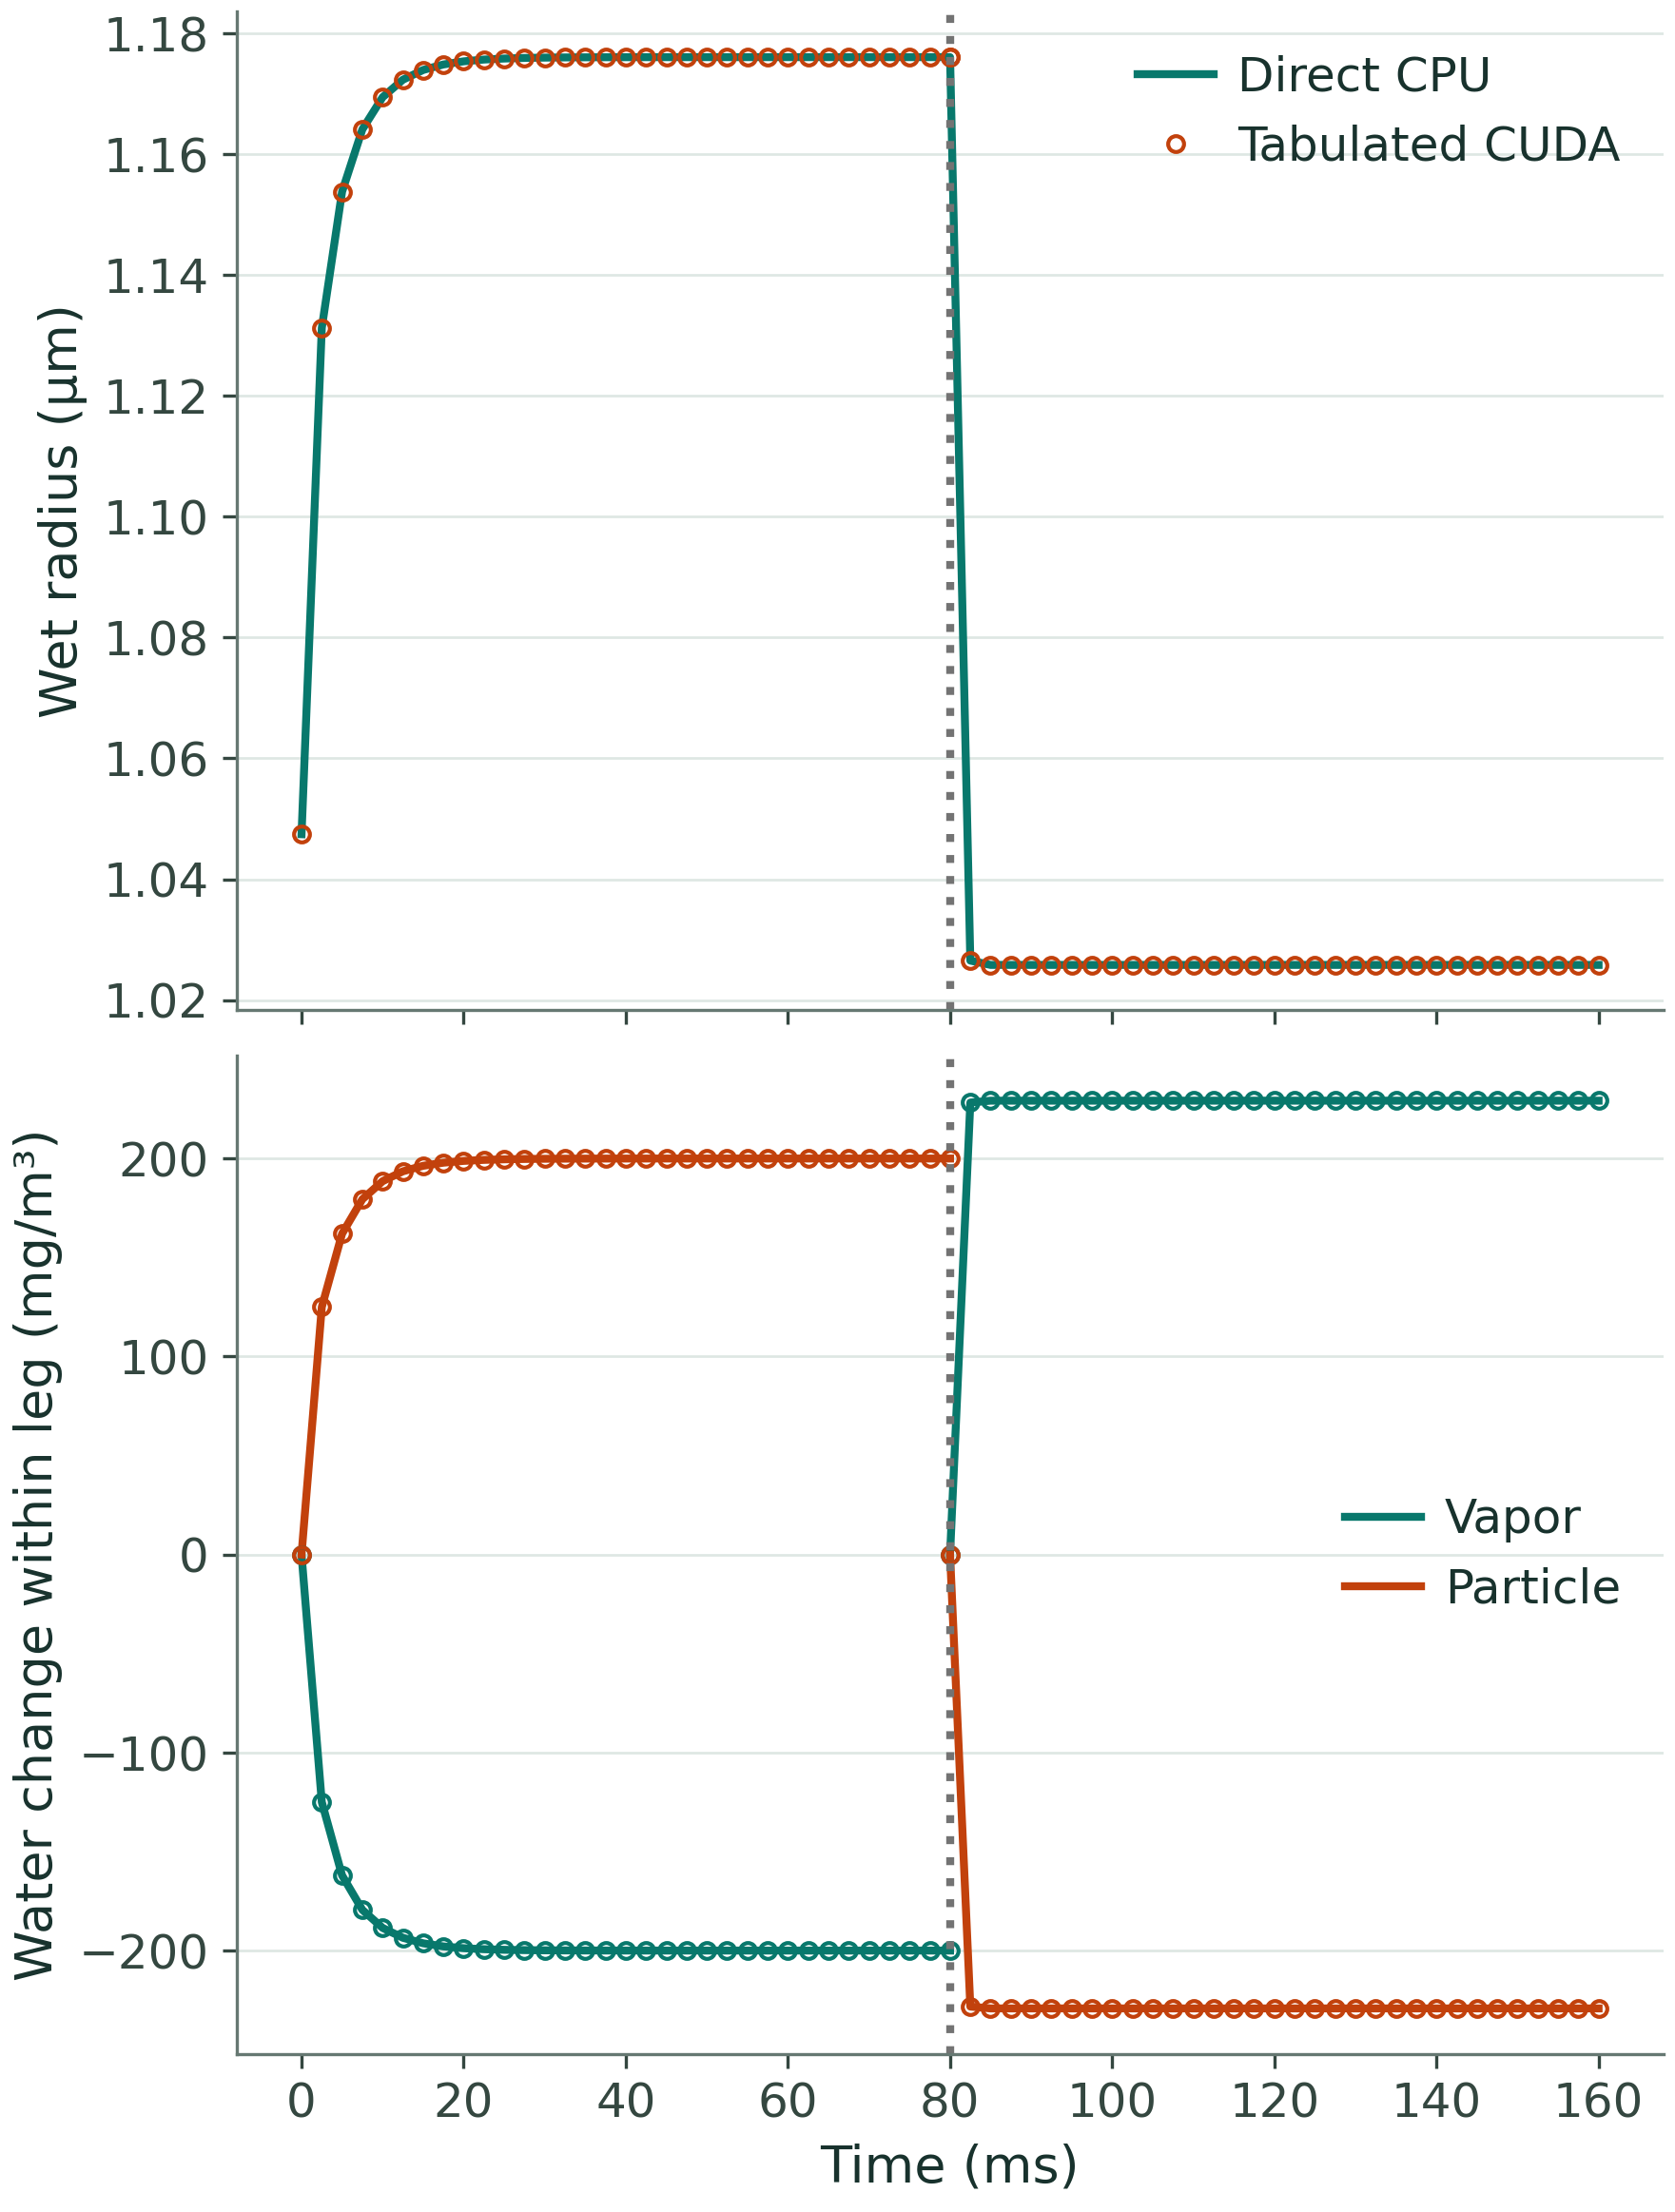 1.18
1.16
1.14
1.12
1.10
1.08
1.06
1.04
1.02
Wet radius (µm)
Direct CPU
Tabulated CUDA
200
100
0
−100
−200
Water change within leg (mg/m³)
Vapor
Particle
0 20 40 60 80 100 120 140 160
Time (ms)